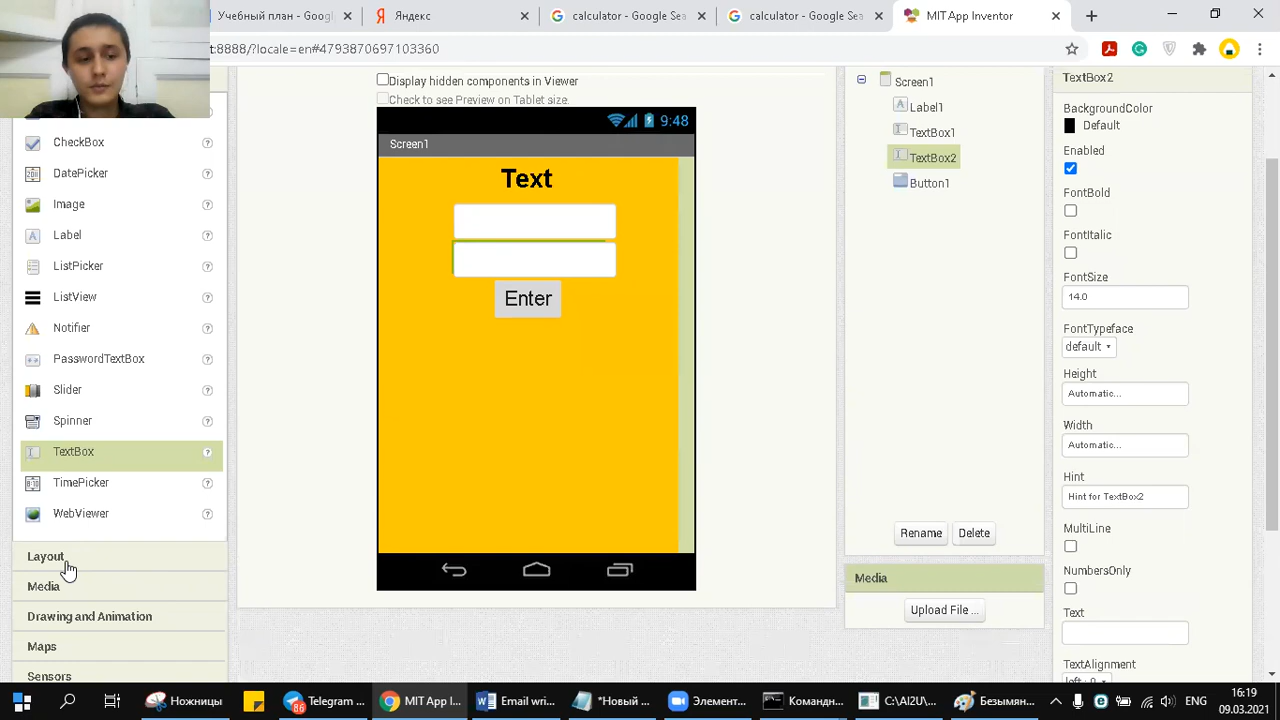 Учебный план - Googl
Яндекс
calculator - Google Sea
calculator - Google Sea
MIT App Inventor
t:8888/?locale=en#4793870697103360
CheckBox
DatePicker
Image
Label
ListPicker
ListView
Notifier
PasswordTextBox
Slider
Spinner
TextBox
TimePicker
WebViewer
Layout
Media
Drawing and Animation
Maps
Sensors
Display hidden components in Viewer
Check to see Preview on Tablet size.
9:48
Screen1
Text
Enter
Screen1
Label1
TextBox1
TextBox2
Button1
Rename
Delete
Media
Upload File ...
TextBox2
BackgroundColor
Default
Enabled
FontBold
FontItalic
FontSize
14.0
FontTypeface
default
Height
Automatic...
Width
Automatic...
Hint
Hint for TextBox2
MultiLine
NumbersOnly
Text
TextAlignment
left : 0
Ножницы
Telegram ...
86
MIT App I...
Email wri...
*Новый ...
Элемент...
Командн...
C:\AI2U\...
Безымян...
ENG
16:19
09.03.2021